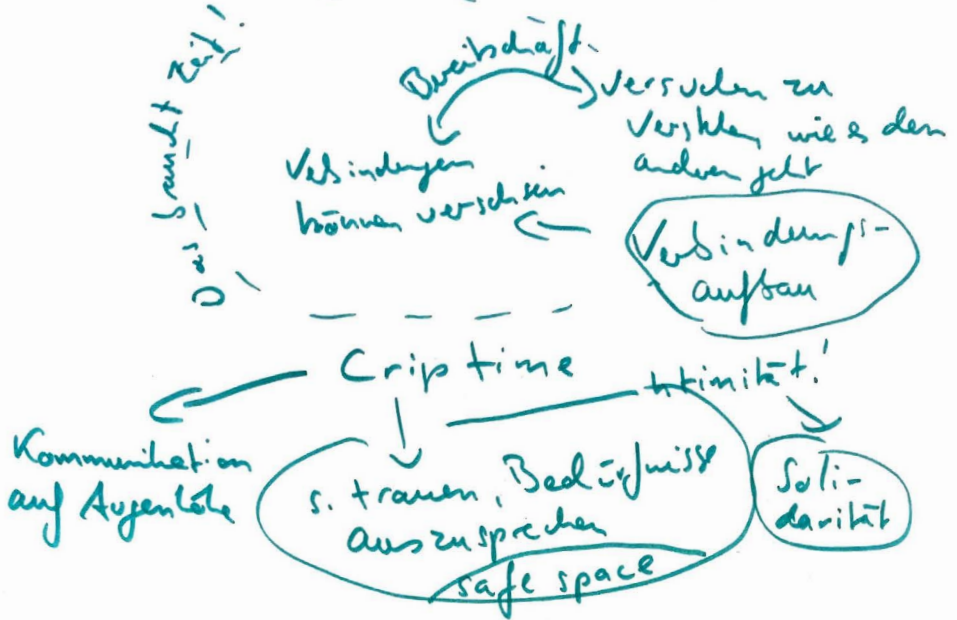 Das braucht Zeit!
Bereitschaft
versuchen zu
verstehen, wie es dem
anderen geht
Verbindungen
können
Verbindungs-
aufbau
Crip time
Intimität!
Kommunikation
auf Augenhöhe
s. trauen, Bedürfnisse
auszusprechen
safe space
Soli-
darität